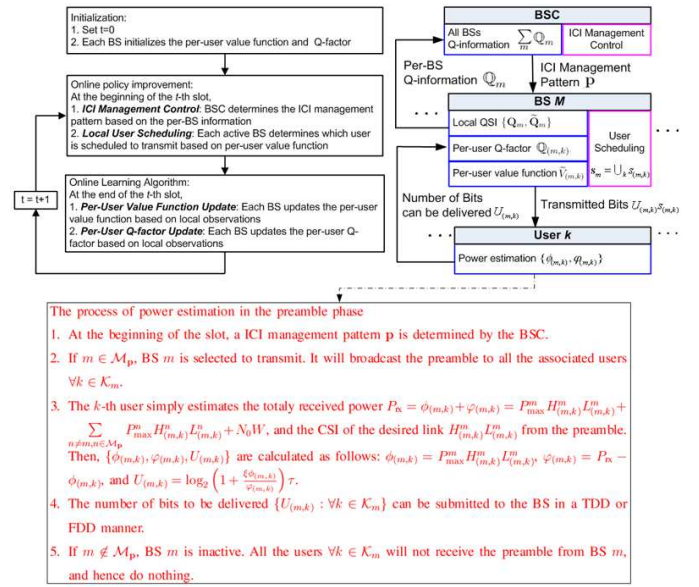 Initialization:
1. Set t=0
2. Each BS initializes the per-user value function and Q-factor
Online policy improvement:
At the beginning of the t-th slot,
1. ICI Management Control: BSC determines the ICI management
pattern based on the per-BS information
2. Local User Scheduling: Each active BS determines which user
is scheduled to transmit based on per-user value function
t = t+1
Online Learning Algorithm:
At the end of the t-th slot,
1. Per-User Value Function Update: Each BS updates the per-user
value function based on local observations
2. Per-User Q-factor Update: Each BS updates the per-user Q-
factor based on local observations
BSC
All BSs
Q-information ∑_m ℚ_m
ICI Management
Control
Per-BS
Q-information ℚ_m
ICI Management
Pattern p
BS M
Local QSI {Q_m, Q̃_m}
Per-user Q-factor ℚ_(m,k)
Per-user value function Ṽ_(m,k)
User
Scheduling
s_m = ⋃_k s_(m,k)
Number of Bits
can be delivered U_(m,k)
Transmitted Bits U_(m,k)s_(m,k)
User k
Power estimation {ϕ_(m,k), φ_(m,k)}
The process of power estimation in the preamble phase
1. At the beginning of the slot, a ICI management pattern p is determined by the BSC.
2. If m ∈ M_p, BS m is selected to transmit. It will broadcast the preamble to all the associated users
∀k ∈ K_m.
3. The k-th user simply estimates the totaly received power P_rx = ϕ_(m,k) + φ_(m,k) = P^m_max H^m_(m,k) L^m_(m,k) +
∑_{n≠m,n∈M_p} P^n_max H^n_(m,k) L^n_(m,k) + N_0W, and the CSI of the desired link H^m_(m,k) L^m_(m,k) from the preamble.
Then, {ϕ_(m,k), φ_(m,k), U_(m,k)} are calculated as follows: ϕ_(m,k) = P^m_max H^m_(m,k) L^m_(m,k), φ_(m,k) = P_rx −
ϕ_(m,k), and U_(m,k) = log_2 (1 + ξϕ_(m,k)/φ_(m,k)) τ.
4. The number of bits to be delivered {U_(m,k) : ∀k ∈ K_m} can be submitted to the BS in a TDD or
FDD manner.
5. If m ∉ M_p, BS m is inactive. All the users ∀k ∈ K_m will not receive the preamble from BS m,
and hence do nothing.